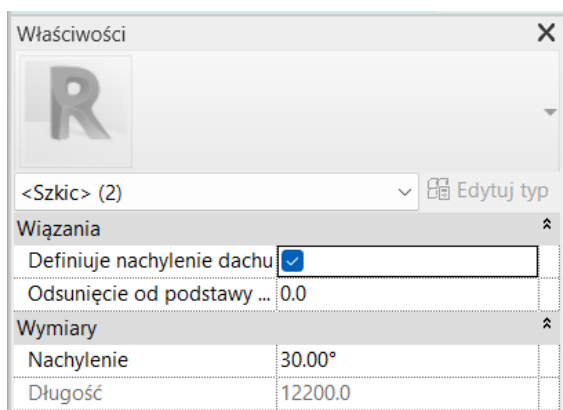 Właściwości
R
<Szkic> (2)
Edytuj typ
Wiązania
Definiuje nachylenie dachu
Odsunięcie od podstawy ... 0.0
Wymiary
Nachylenie 30.00°
Długość 12200.0